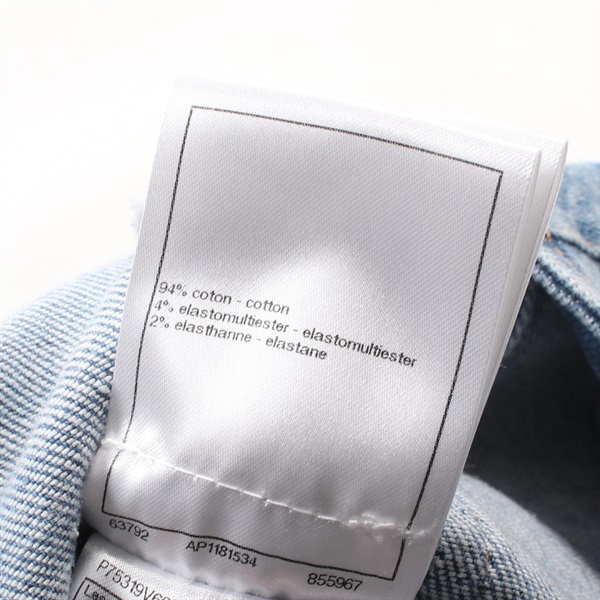 94% coton - cotton
4% elastomultiester - elastomultiester
2% elasthanne - elastane
63792 AP1181534 855967